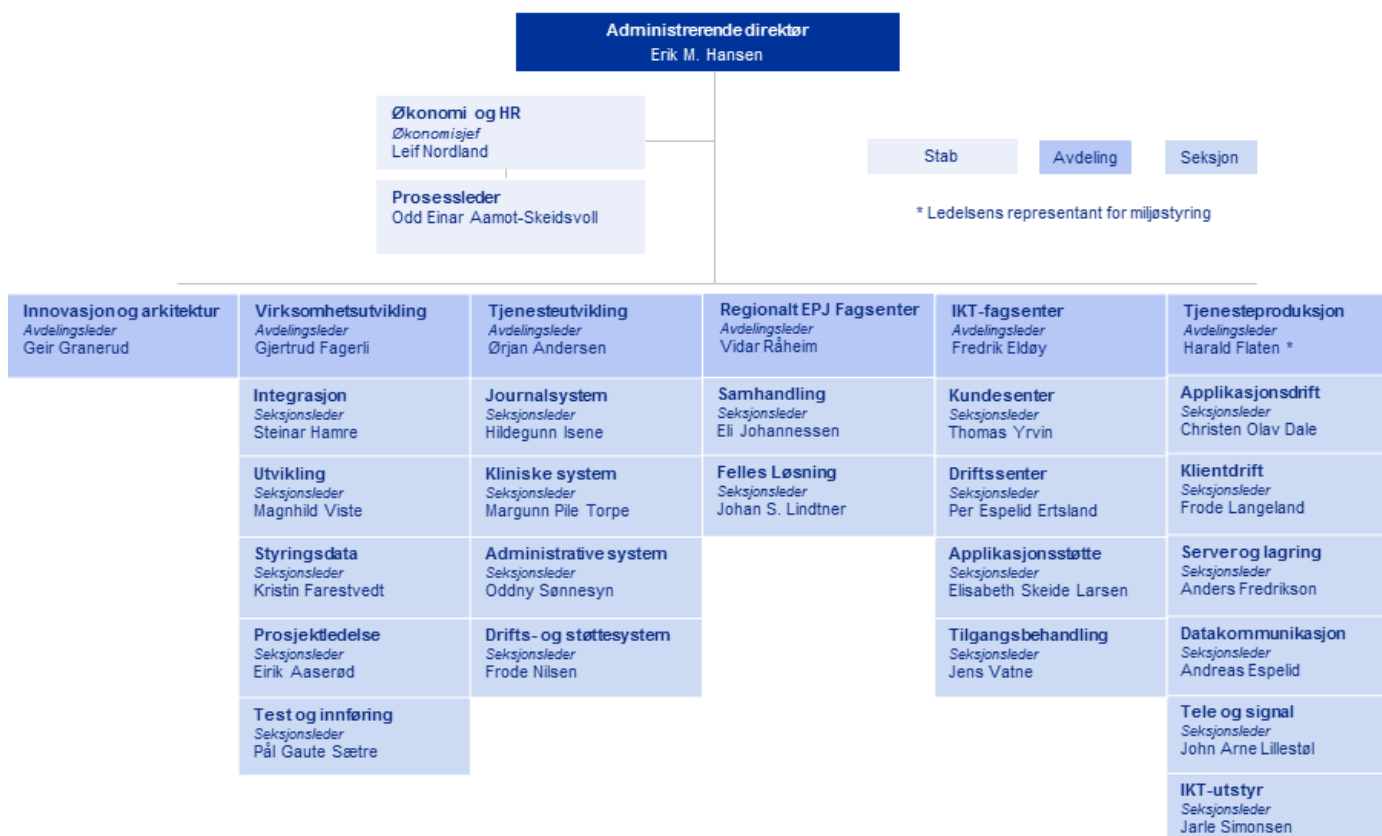 Administrerende direktør
Erik M. Hansen
Økonomi og HR
Økonomisjef
Leif Nordland
Prosessleder
Odd Einar Aamot-Skeidsvoll
Stab
Avdeling
Seksjon
* Ledelsens representant for miljøstyring
Innovasjon og arkitektur
Avdelingsleder
Geir Granerud
Virksomhetsutvikling
Avdelingsleder
Gjertrud Fagerli
Integrasjon
Seksjonsleder
Steinar Hamre
Utvikling
Seksjonsleder
Magnhild Viste
Styringsdata
Seksjonsleder
Kristin Farestvedt
Prosjektledelse
Seksjonsleder
Eirik Aaserød
Test og innføring
Seksjonsleder
Pål Gaute Sætre
Tjenesteutvikling
Avdelingsleder
Ørjan Andersen
Journalsystem
Seksjonsleder
Hildegunn Isene
Kliniske system
Seksjonsleder
Margunn Pile Torpe
Administrative system
Seksjonsleder
Oddny Sønnesyn
Drifts- og støttesystem
Seksjonsleder
Frode Nilsen
Regionalt EPJ Fagsenter
Avdelingsleder
Vidar Råheim
Samhandling
Seksjonsleder
Eli Johannessen
Felles Løsning
Seksjonsleder
Johan S. Lindtner
IKT-fagsenter
Avdelingsleder
Fredrik Eldøy
Kundesenter
Seksjonsleder
Thomas Yrvin
Driftssenter
Seksjonsleder
Per Espelid Ertsland
Applikasjonsstøtte
Seksjonsleder
Elisabeth Skeide Larsen
Tilgangsbehandling
Seksjonsleder
Jens Vatne
Tjenesteproduksjon
Avdelingsleder
Harald Flaten *
Applikasjonsdrift
Seksjonsleder
Christen Olav Dale
Klientdrift
Seksjonsleder
Frode Langeland
Server og lagring
Seksjonsleder
Anders Fredrikson
Datakommunikasjon
Seksjonsleder
Andreas Espelid
Tele og signal
Seksjonsleder
John Arne Lillestøl
IKT-utstyr
Seksjonsleder
Jarle Simonsen